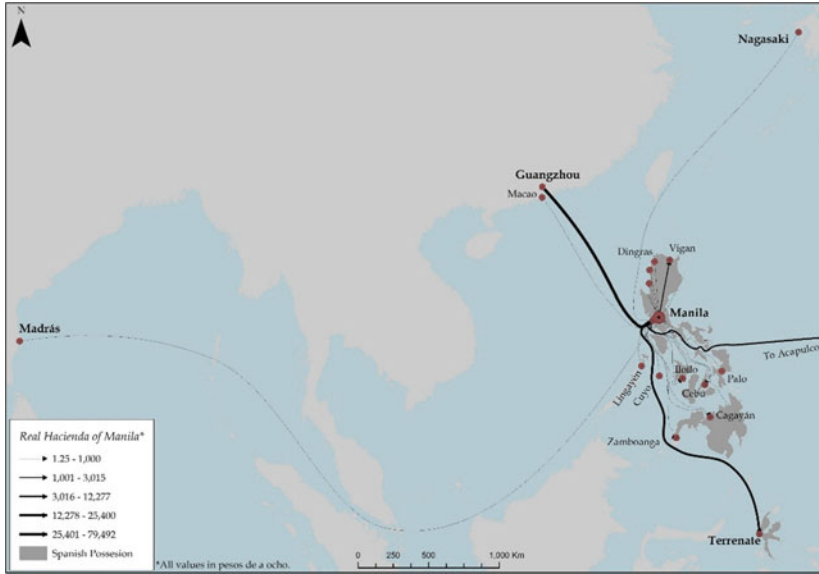 N
Nagasaki
Guangzhou
Macao
Dingras
Vigan
Manila
Madrás
To Acapulco
Lingayen
Cuyo
Iloilo
Cebu
Palo
Cagayán
Zamboanga
Terrenate
Real Hacienda of Manila*
1.25 - 1,000
1,001 - 3,015
3,016 - 12,277
12,278 - 25,400
25,401 - 79,492
Spanish Possesion
*All values in pesos de a ocho.
0 250 500 1,000 Km